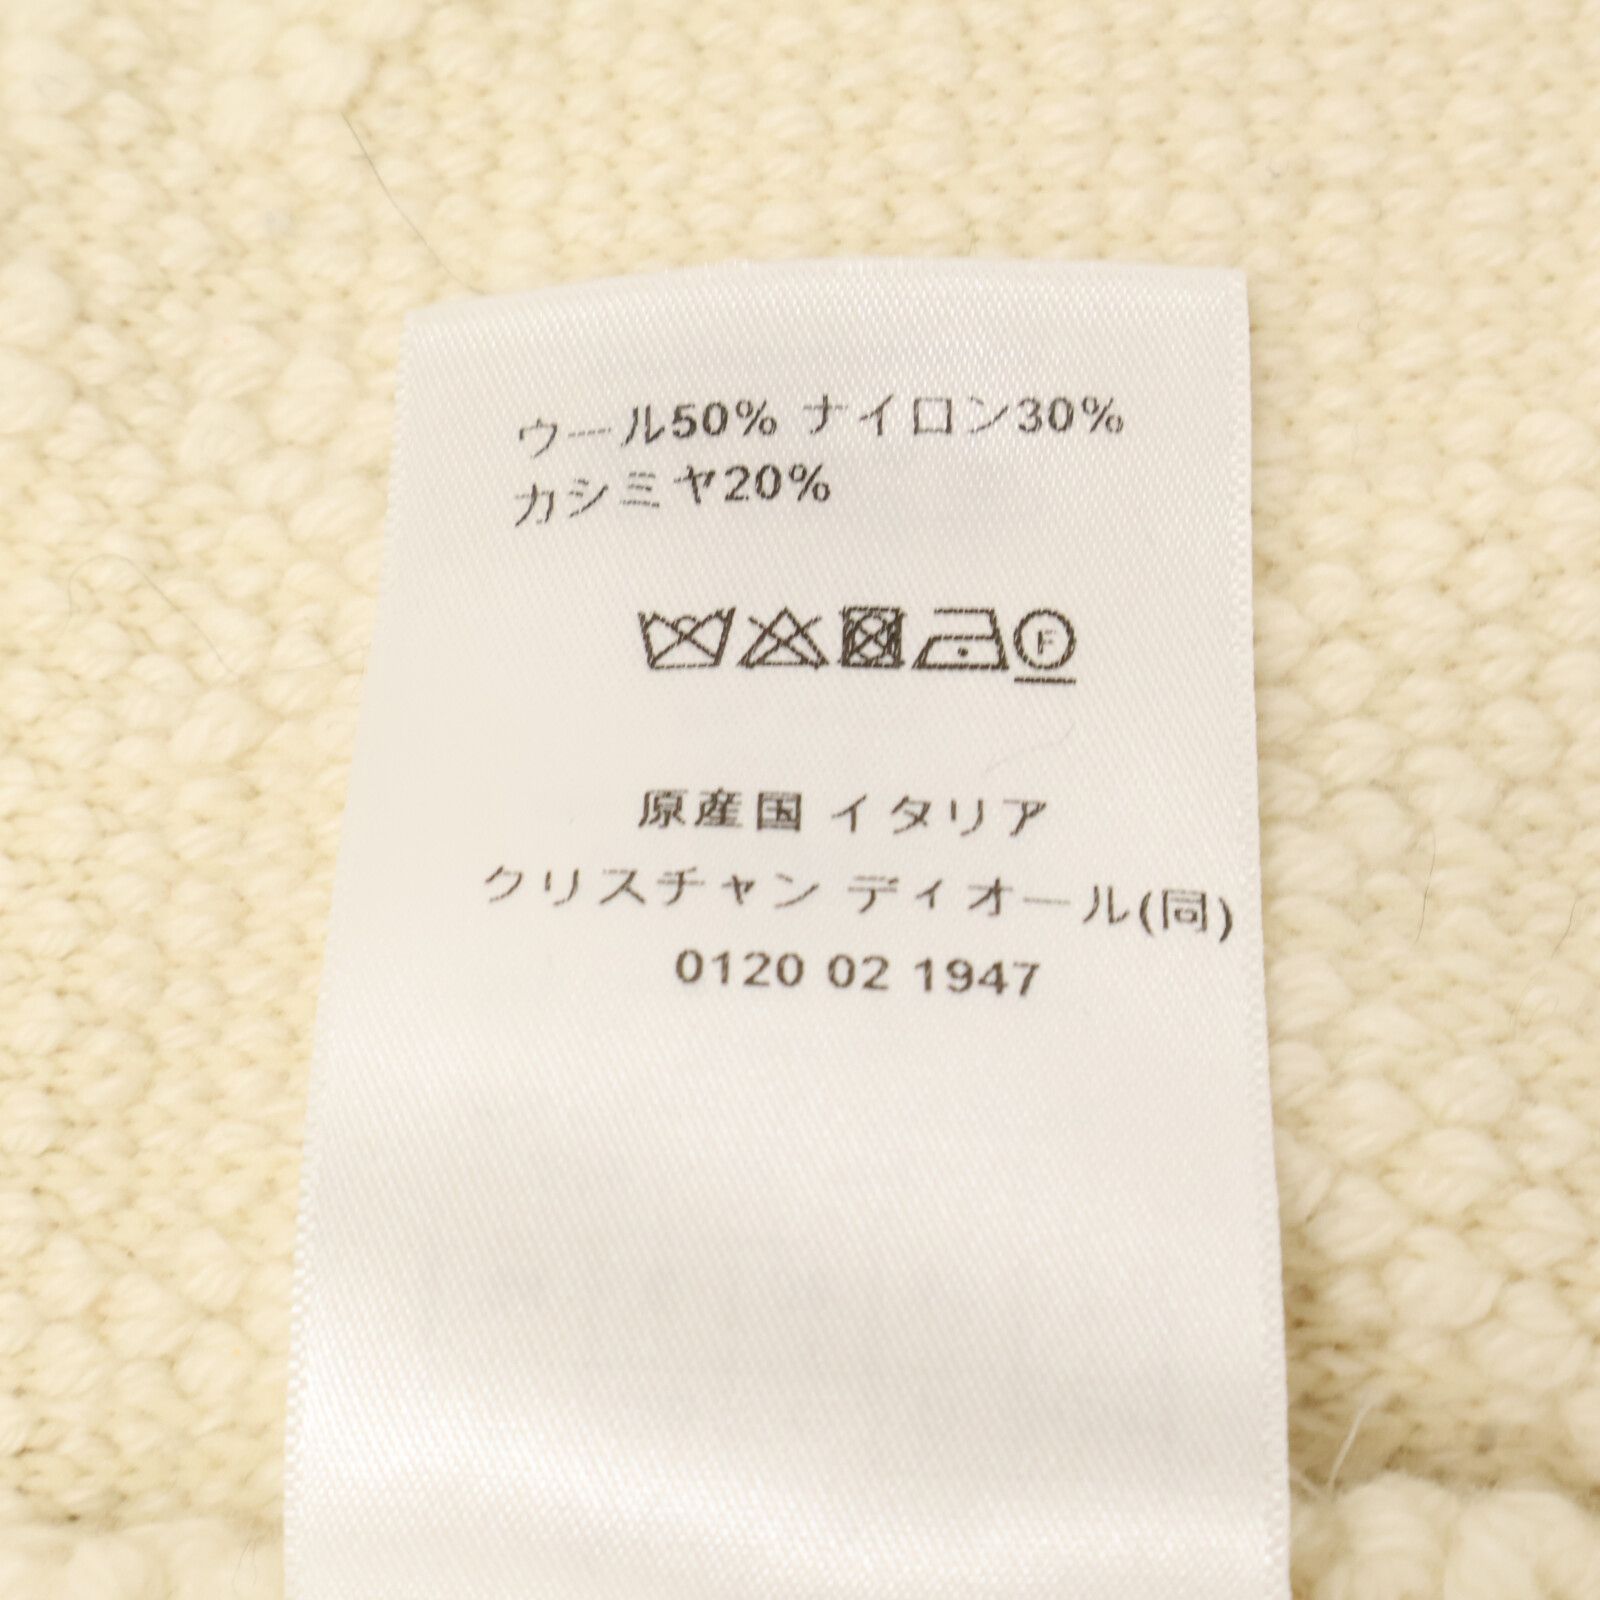 ウール50% ナイロン30%
カシミヤ20%
F
原産国 イタリア
クリスチャン ディオール(同)
0120 02 1947